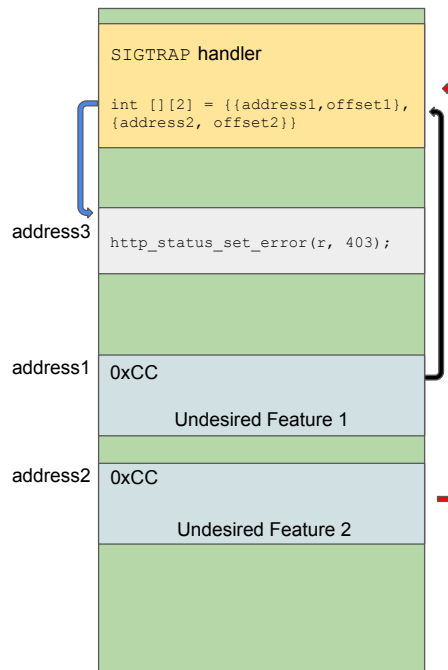 SIGTRAP handler
int [][2] = {{address1,offset1},
{address2, offset2}}
address3
http_status_set_error(r, 403);
address1
0xCC
Undesired Feature 1
address2
0xCC
Undesired Feature 2